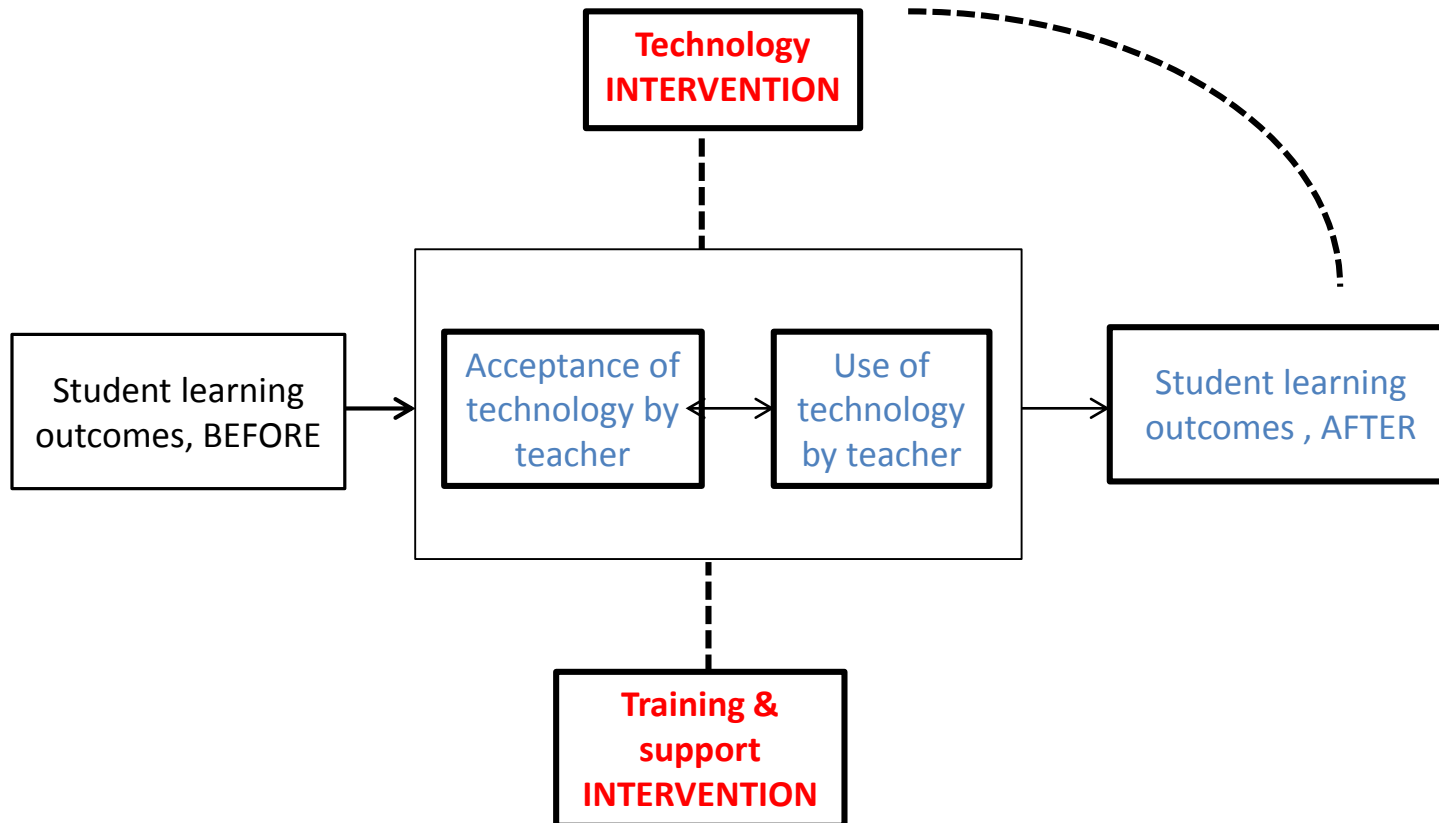 Technology
INTERVENTION
Student learning
outcomes, BEFORE
Acceptance of
technology by
teacher
Use of
technology
by teacher
Student learning
outcomes , AFTER
Training &
support
INTERVENTION